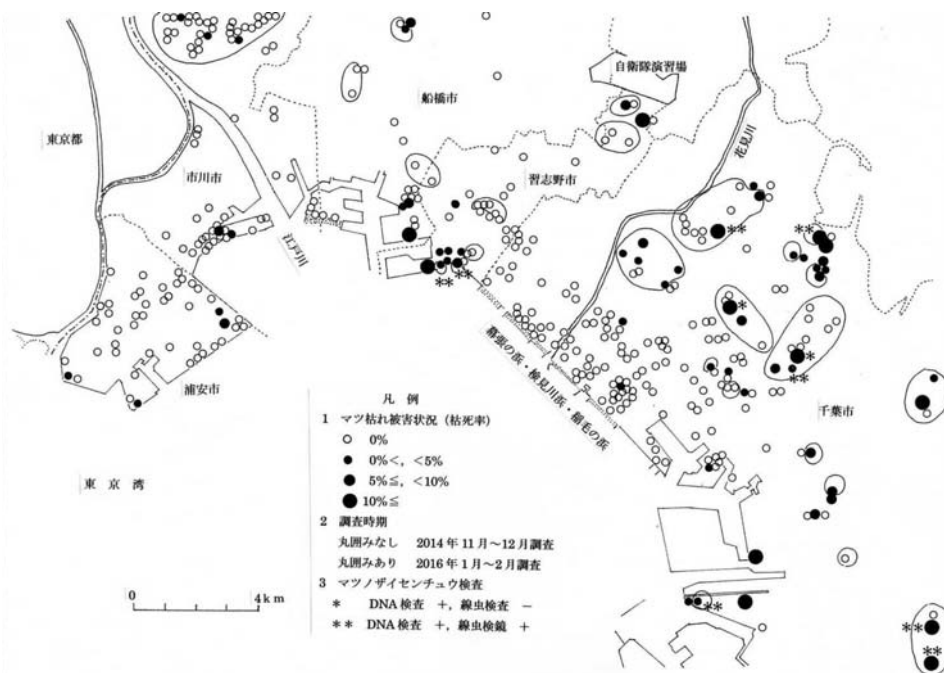 自衛隊演習場
船橋市
東京都
花見川
市川市
習志野市
江戸川
**
**
**
**
*
幕張の浜・検見川浜・稲毛の浜
*
**
浦安市
千葉市
凡 例
1 マツ枯れ被害状況（枯死率）
0%
0%<, <5%
5%≦, <10%
10%≦
東 京 湾
2 調査時期
丸囲みなし 2014年11月～12月調査
丸囲みあり 2016年1月～2月調査
3 マツノザイセンチュウ検査
* DNA検査 +, 線虫検査 −
** DNA検査 +, 線虫検鏡 +
0 4km
**
**
**